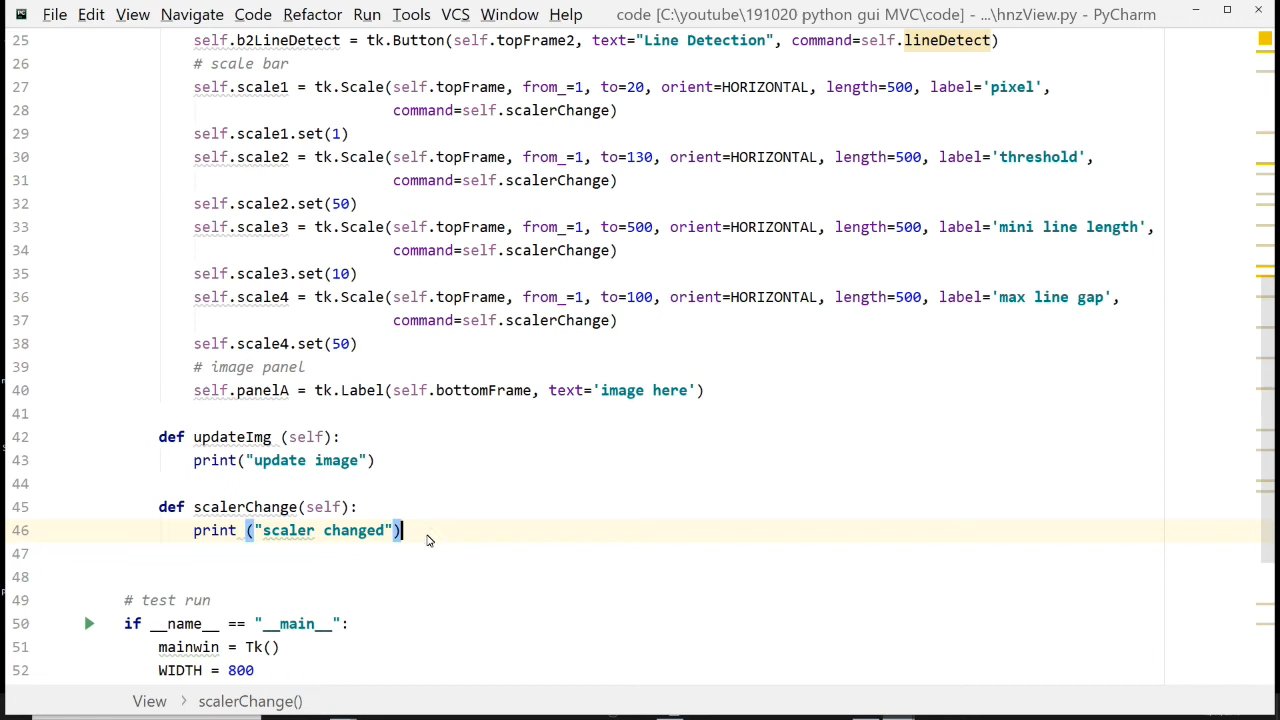 File Edit View Navigate Code Refactor Run Tools VCS Window Help code [C:\youtube\191020 python gui MVC\code] - ...\hnzView.py - PyCharm
25 self.b2LineDetect = tk.Button(self.topFrame2, text="Line Detection", command=self.lineDetect)
26 # scale bar
27 self.scale1 = tk.Scale(self.topFrame, from_=1, to=20, orient=HORIZONTAL, length=500, label='pixel',
28 command=self.scalerChange)
29 self.scale1.set(1)
30 self.scale2 = tk.Scale(self.topFrame, from_=1, to=130, orient=HORIZONTAL, length=500, label='threshold',
31 command=self.scalerChange)
32 self.scale2.set(50)
33 self.scale3 = tk.Scale(self.topFrame, from_=1, to=500, orient=HORIZONTAL, length=500, label='mini line length',
34 command=self.scalerChange)
35 self.scale3.set(10)
36 self.scale4 = tk.Scale(self.topFrame, from_=1, to=100, orient=HORIZONTAL, length=500, label='max line gap',
37 command=self.scalerChange)
38 self.scale4.set(50)
39 # image panel
40 self.panelA = tk.Label(self.bottomFrame, text='image here')
41
42 def updateImg (self):
43 print("update image")
44
45 def scalerChange(self):
46 print ("scaler changed")
47
48
49 # test run
50 if __name__ == "__main__":
51 mainwin = Tk()
52 WIDTH = 800
View > scalerChange()